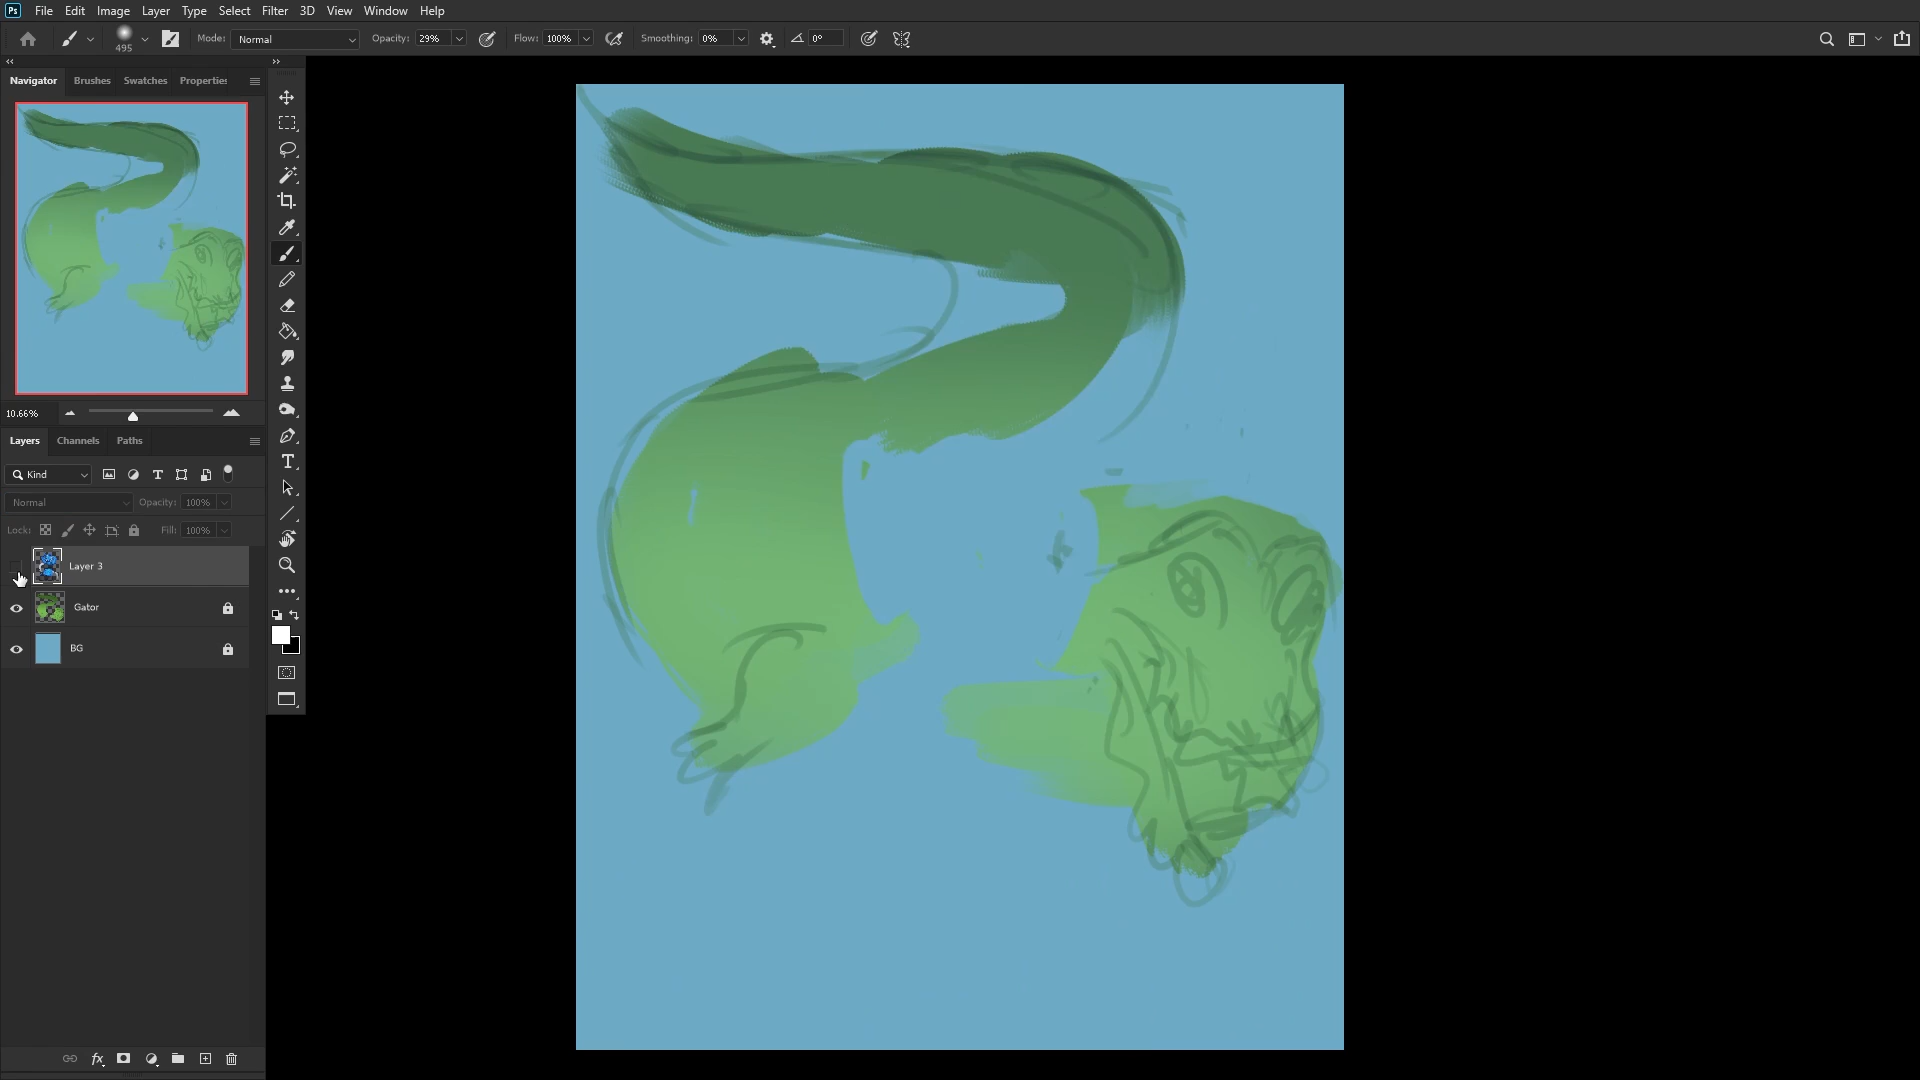 Ps File Edit Image Layer Type Select Filter 3D View Window Help
495 Mode: Normal Opacity: 29% Flow: 100% Smoothing: 0% 0°
Navigator Brushes Swatches Properties
10.66%
Layers Channels Paths
Kind T
Normal Opacity: 100%
Lock: Fill: 100%
Layer 3
Gator
BG
T
fx